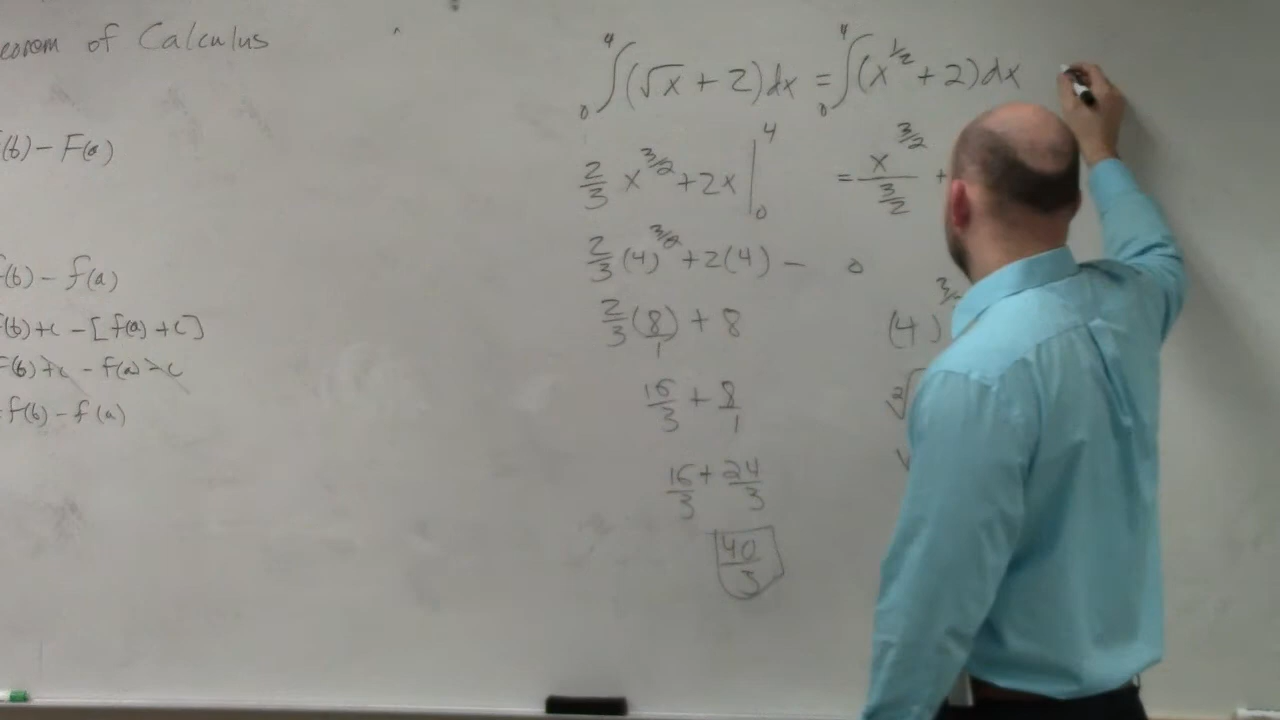 eorem of Calculus
(b) - F(a)
f(b) - f(a)
f(b) + c - [f(a) + c]
f(b) + c - f(a) - c
= f(b) - f(a)
∫₀⁴ (√x + 2) dx = ∫₀⁴ (x^1/2 + 2) dx
2/3 x^3/2 + 2x |₀⁴ = x^3/2 / 3/2 +
2/3 (4)^3/2 + 2(4) - 0
2/3 (8)/1 + 8
(4)^3/
16/3 + 8/1
16/3 + 24/3
40/3